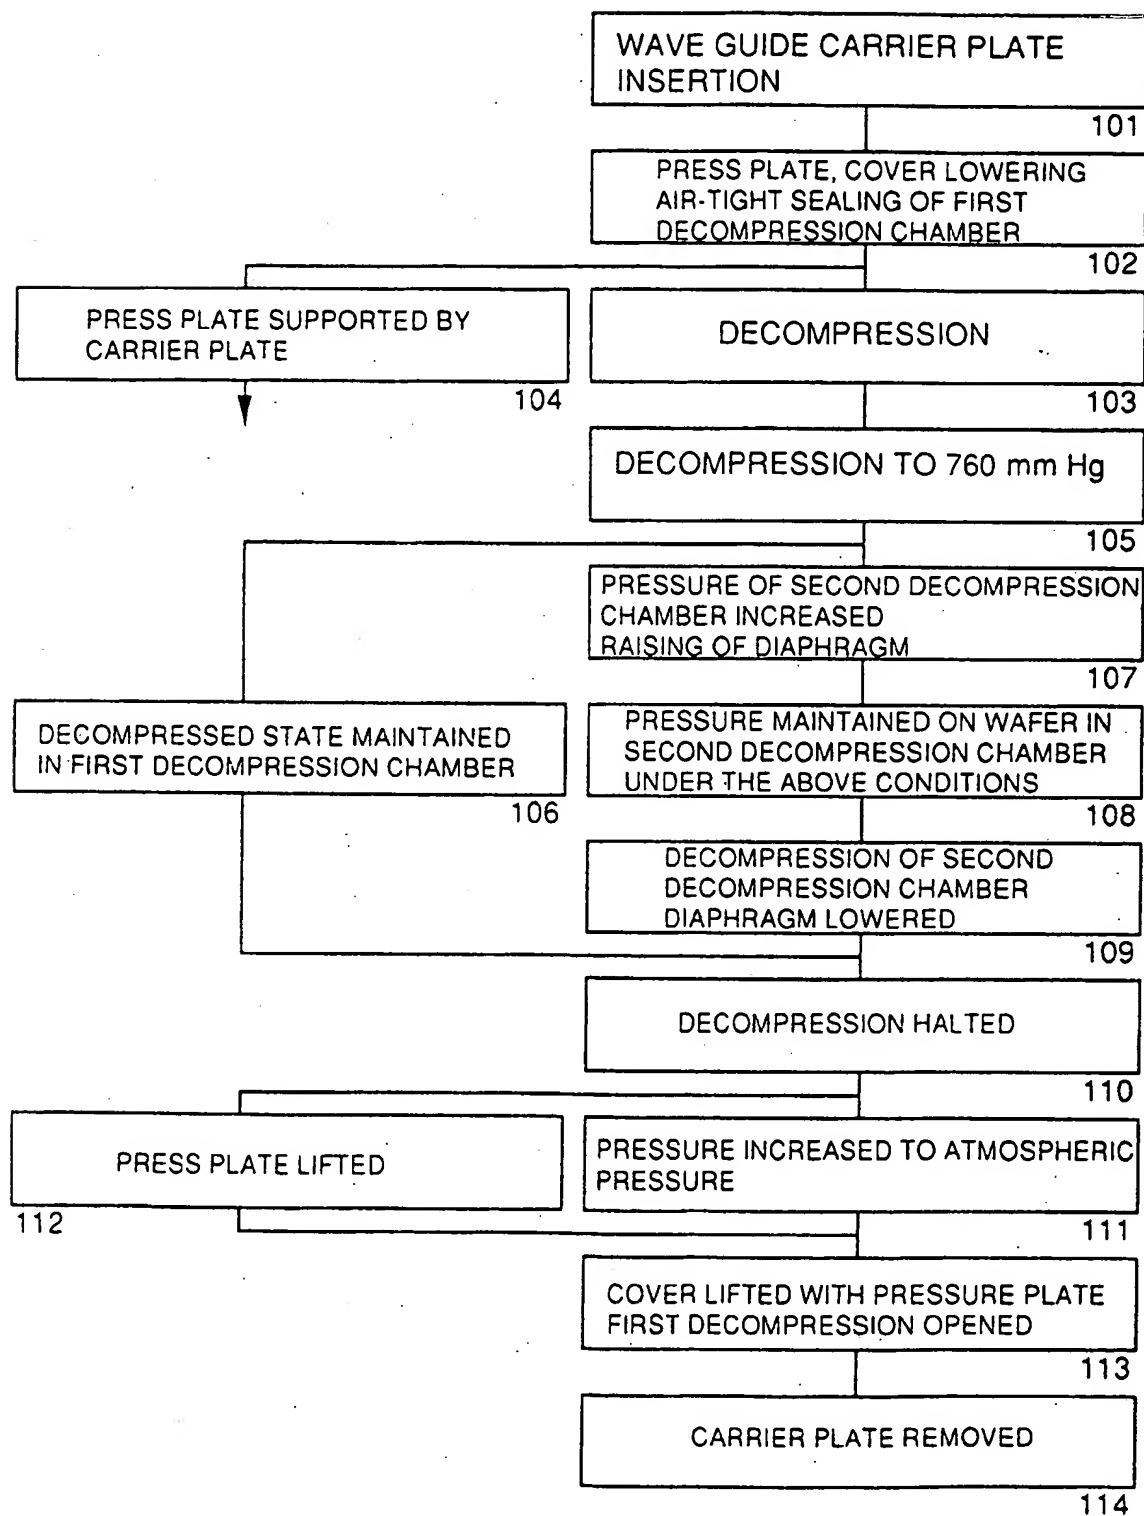 WAVE GUIDE CARRIER PLATE
INSERTION
101
PRESS PLATE, COVER LOWERING
AIR-TIGHT SEALING OF FIRST
DECOMPRESSION CHAMBER
102
PRESS PLATE SUPPORTED BY
CARRIER PLATE
104
DECOMPRESSION
103
DECOMPRESSION TO 760 mm Hg
105
PRESSURE OF SECOND DECOMPRESSION
CHAMBER INCREASED
RAISING OF DIAPHRAGM
107
DECOMPRESSED STATE MAINTAINED
IN FIRST DECOMPRESSION CHAMBER
106
PRESSURE MAINTAINED ON WAFER IN
SECOND DECOMPRESSION CHAMBER
UNDER THE ABOVE CONDITIONS
108
DECOMPRESSION OF SECOND
DECOMPRESSION CHAMBER
DIAPHRAGM LOWERED
109
DECOMPRESSION HALTED
110
PRESS PLATE LIFTED
112
PRESSURE INCREASED TO ATMOSPHERIC
PRESSURE
111
COVER LIFTED WITH PRESSURE PLATE
FIRST DECOMPRESSION OPENED
113
CARRIER PLATE REMOVED
114